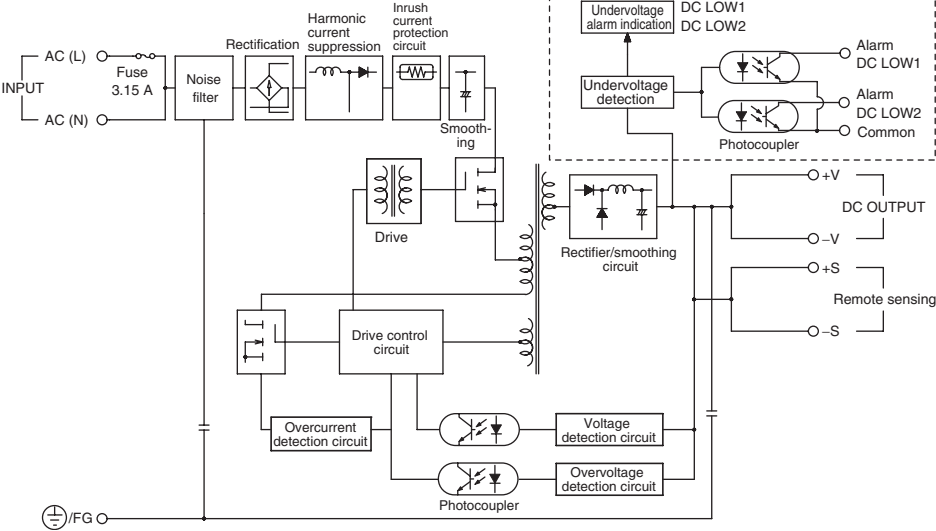 INPUT
AC (L)
AC (N)
Fuse
3.15 A
Noise
filter
Rectification
Harmonic
current
suppression
Inrush
current
protection
circuit
Smooth-
ing
Undervoltage
alarm indication
DC LOW1
DC LOW2
Undervoltage
detection
Alarm
DC LOW1
Alarm
DC LOW2
Common
Photocoupler
Drive
Rectifier/smoothing
circuit
+V
DC OUTPUT
−V
+S
Remote sensing
−S
Drive control
circuit
Overcurrent
detection circuit
Voltage
detection circuit
Overvoltage
detection circuit
Photocoupler
/FG